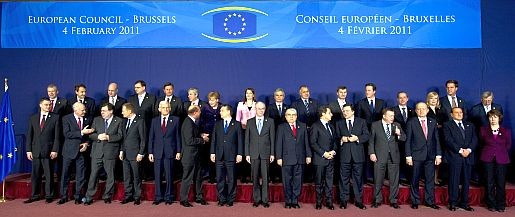 European Council - Brussels
4 February 2011
Conseil européen - Bruxelles
4 Février 2011